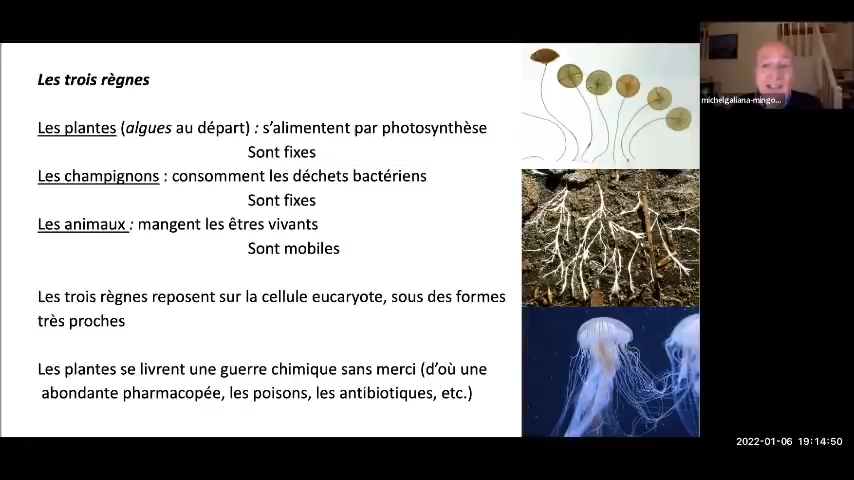 Les trois règnes
Les plantes (algues au départ) : s'alimentent par photosynthèse
Sont fixes
Les champignons : consomment les déchets bactériens
Sont fixes
Les animaux : mangent les êtres vivants
Sont mobiles
Les trois règnes reposent sur la cellule eucaryote, sous des formes
très proches
Les plantes se livrent une guerre chimique sans merci (d'où une
abondante pharmacopée, les poisons, les antibiotiques, etc.)
michelgaliana-mingo...
2022-01-06 19:14:50